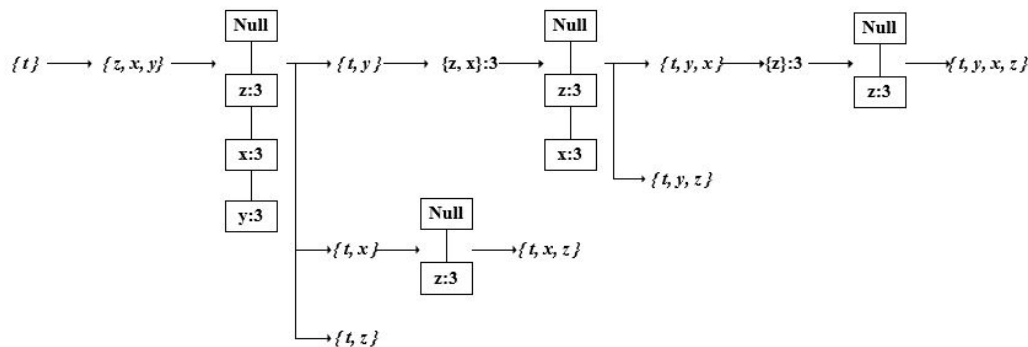 Null Null Null
{ t } { z, x, y } { t, y } {z, x}:3 { t, y, x } {z}:3 { t, y, x, z }
z:3 z:3 z:3
x:3 x:3
{ t, y, z }
y:3 Null
{ t, x } { t, x, z }
z:3
{ t, z }